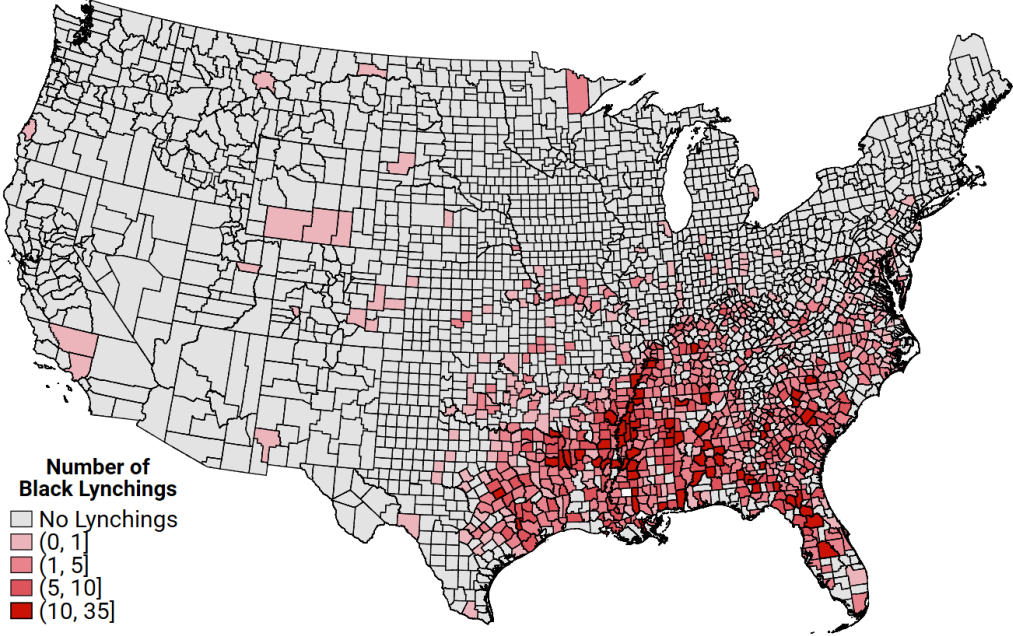 Number of
Black Lynchings
No Lynchings
(0, 1]
(1, 5]
(5, 10]
(10, 35]